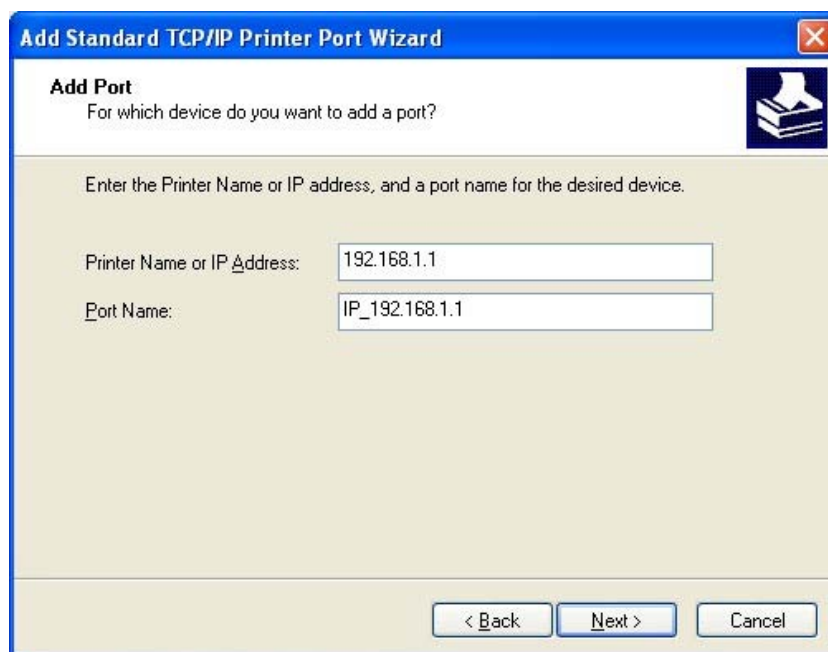 Add Standard TCP/IP Printer Port Wizard
Add Port
For which device do you want to add a port?
Enter the Printer Name or IP address, and a port name for the desired device.
Printer Name or IP Address: 192.168.1.1
Port Name: IP_192.168.1.1
< Back Next > Cancel